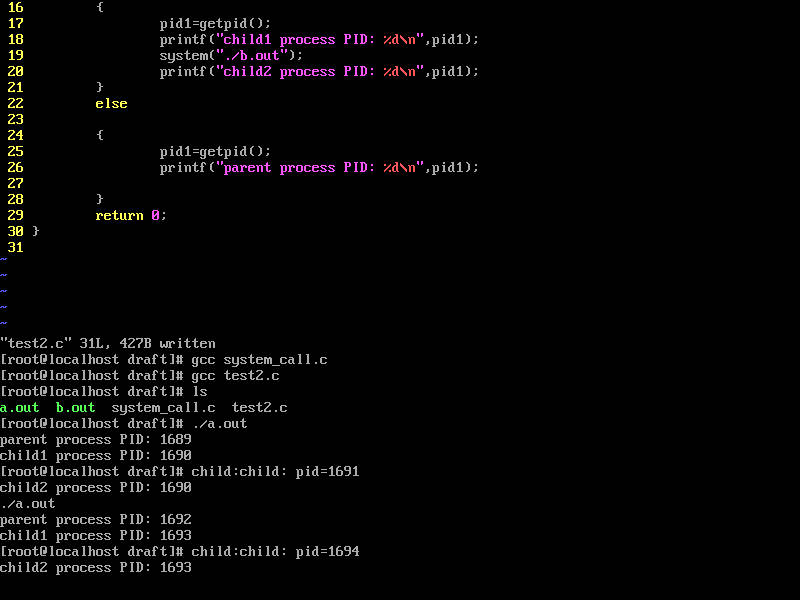 16         {
17                 pid1=getpid();
18                 printf("child1 process PID: %d\n",pid1);
19                 system("./b.out");
20                 printf("child2 process PID: %d\n",pid1);
21         }
22         else
23
24         {
25                 pid1=getpid();
26                 printf("parent process PID: %d\n",pid1);
27
28         }
29         return 0;
30 }
31
~
~
~
~
~
"test2.c" 31L, 427B written
[root@localhost draft]# gcc system_call.c
[root@localhost draft]# gcc test2.c
[root@localhost draft]# ls
a.out  b.out  system_call.c  test2.c
[root@localhost draft]# ./a.out
parent process PID: 1689
child1 process PID: 1690
[root@localhost draft]# child:child: pid=1691
child2 process PID: 1690
./a.out
parent process PID: 1692
child1 process PID: 1693
[root@localhost draft]# child:child: pid=1694
child2 process PID: 1693